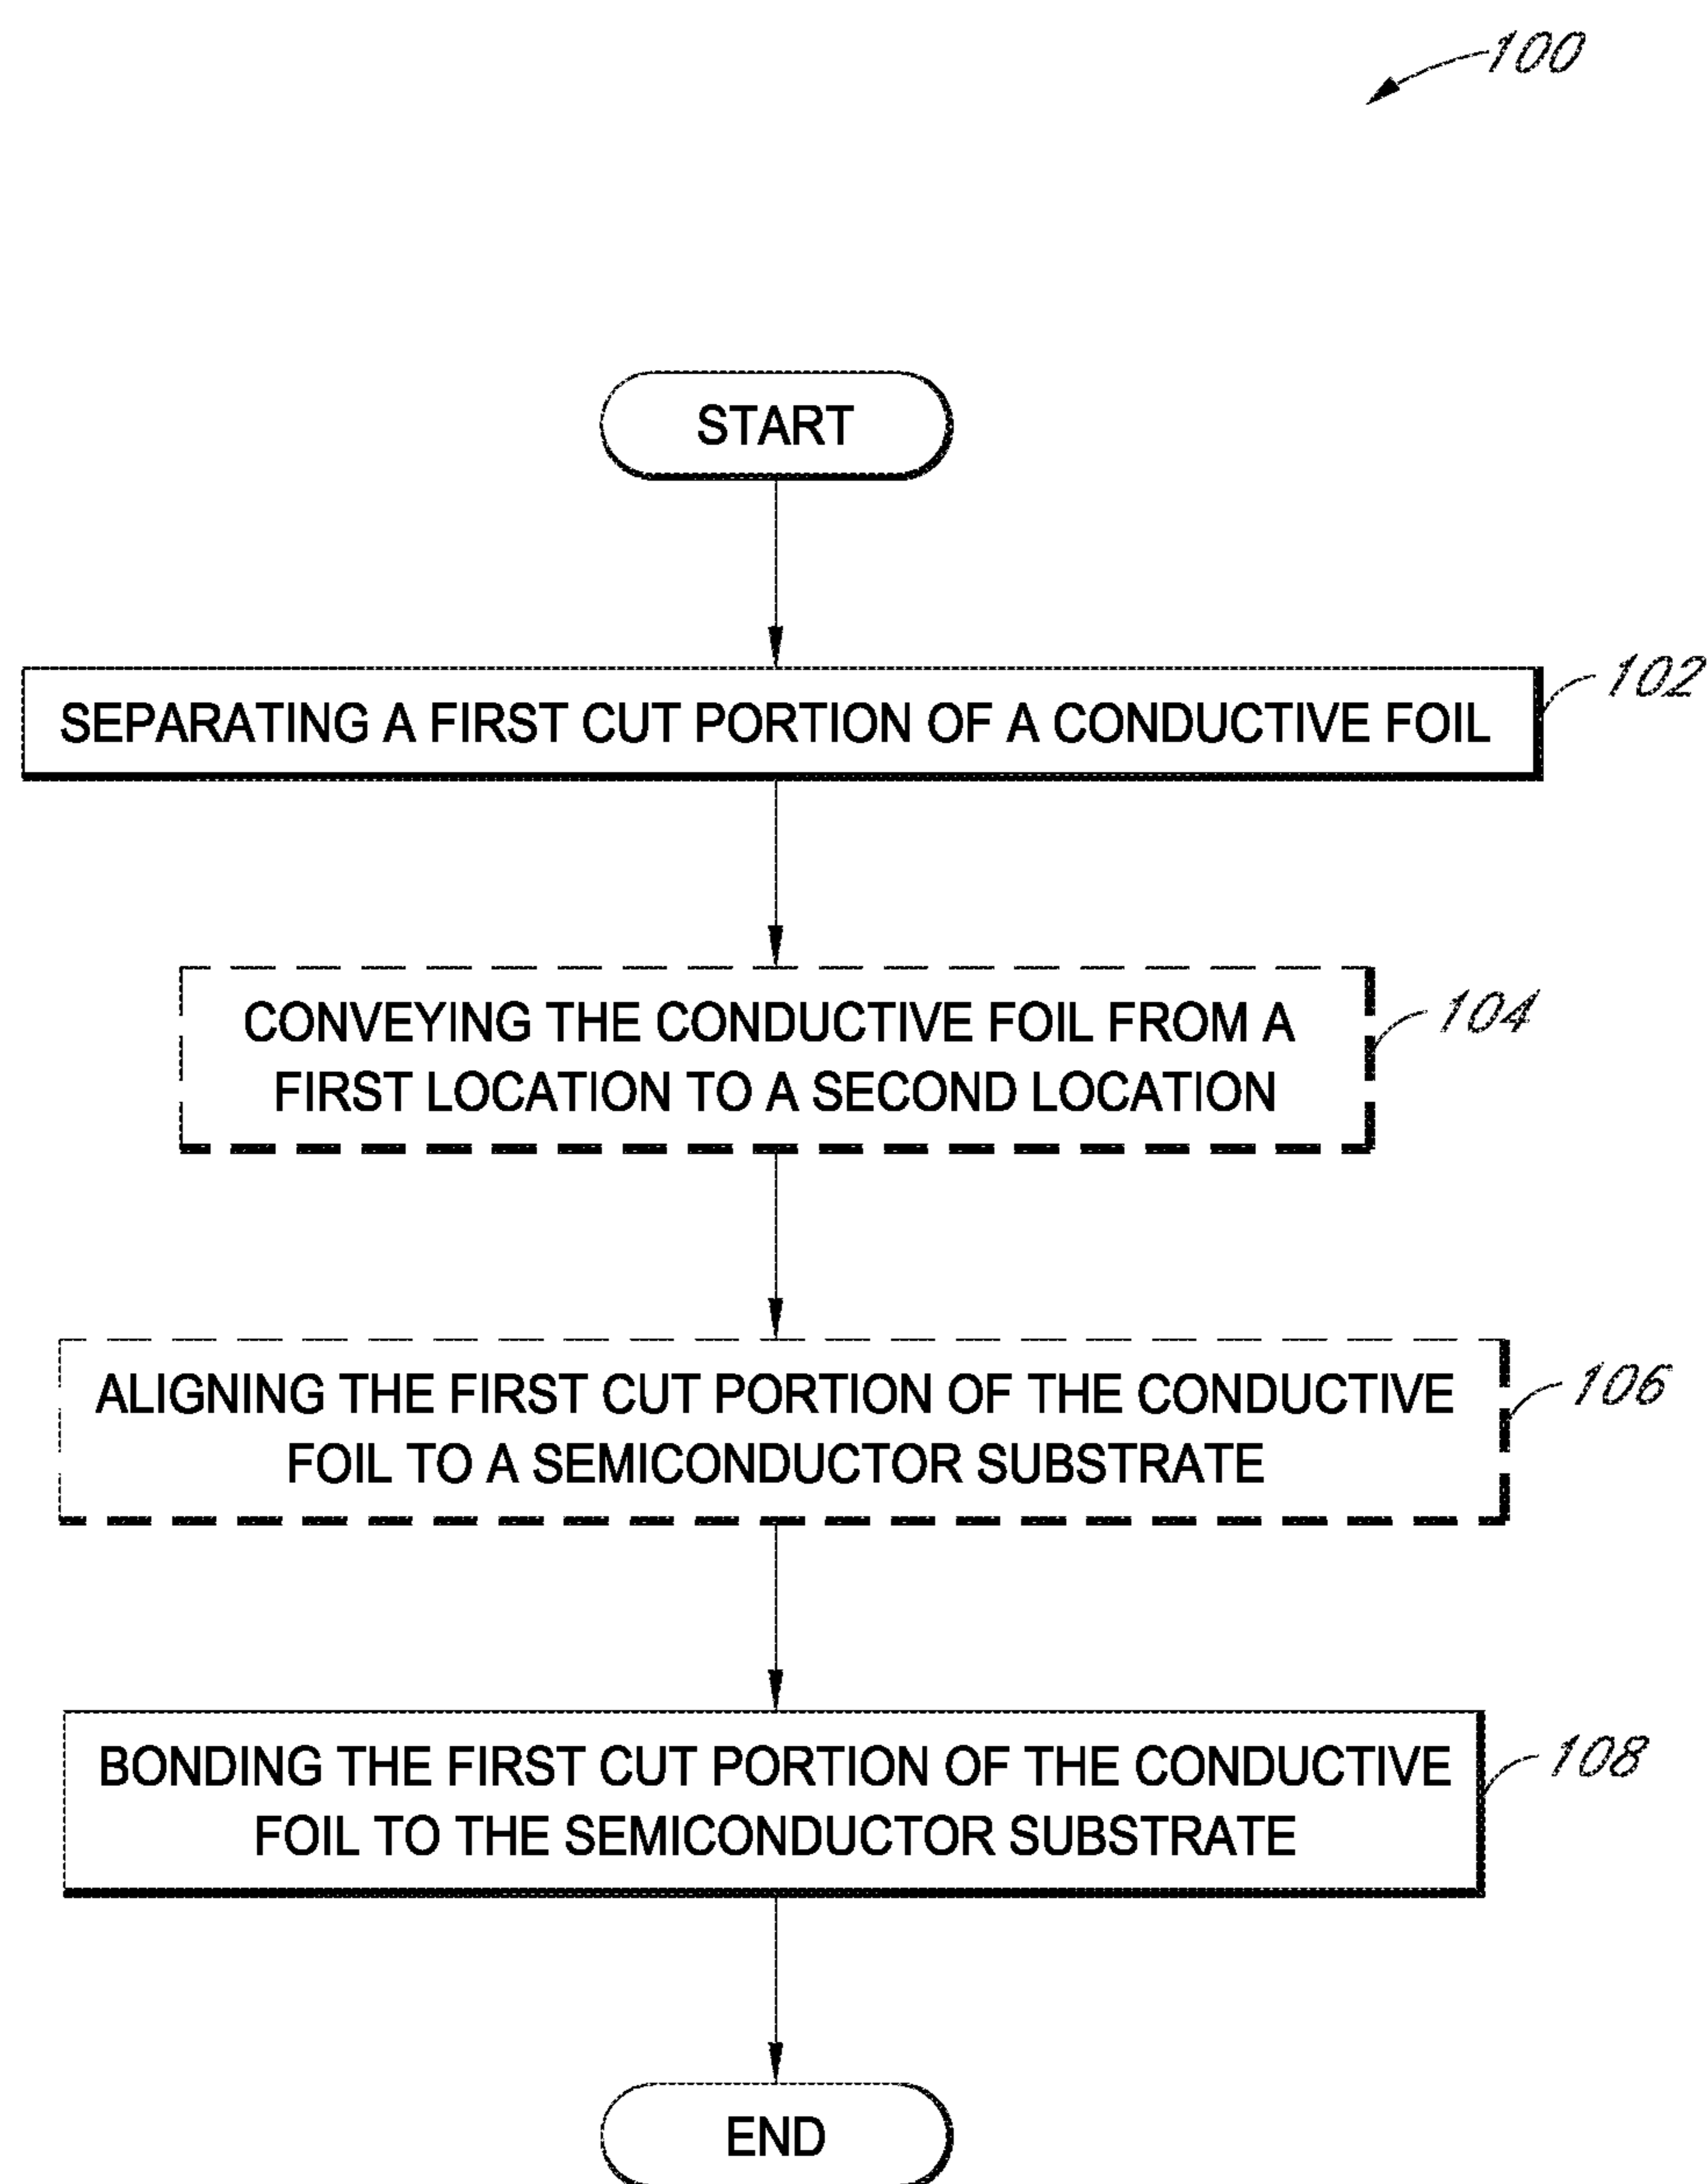 100
START
SEPARATING A FIRST CUT PORTION OF A CONDUCTIVE FOIL
102
CONVEYING THE CONDUCTIVE FOIL FROM A
FIRST LOCATION TO A SECOND LOCATION
104
ALIGNING THE FIRST CUT PORTION OF THE CONDUCTIVE
FOIL TO A SEMICONDUCTOR SUBSTRATE
106
BONDING THE FIRST CUT PORTION OF THE CONDUCTIVE
FOIL TO THE SEMICONDUCTOR SUBSTRATE
108
END